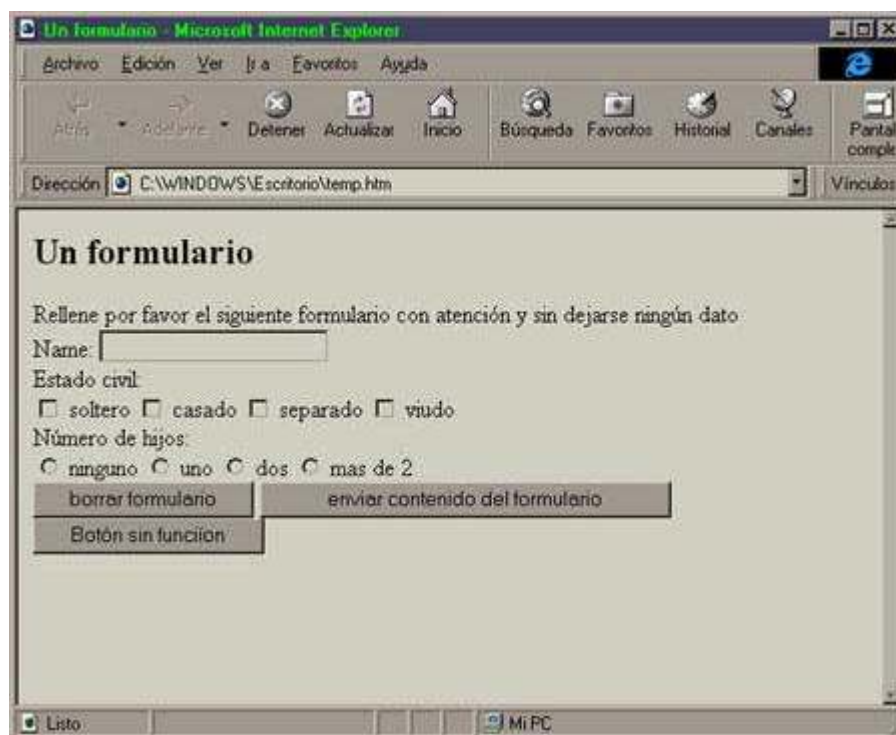 Un formulario - Microsoft Internet Explorer
Archivo Edición Ver Ir a Favoritos Ayuda
Atrás Adelante Detener Actualizar Inicio Búsqueda Favoritos Historial Canales Pantal
comple
Dirección C:\WINDOWS\Escritorio\temp.htm Vínculos
Un formulario
Rellene por favor el siguiente formulario con atención y sin dejarse ningún dato
Name:
Estado civil:
soltero casado separado viudo
Número de hijos:
ninguno uno dos mas de 2
borrar formulario enviar contenido del formulario
Botón sin funciion
Listo Mi PC